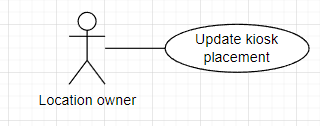 Update kiosk
placement
Location owner